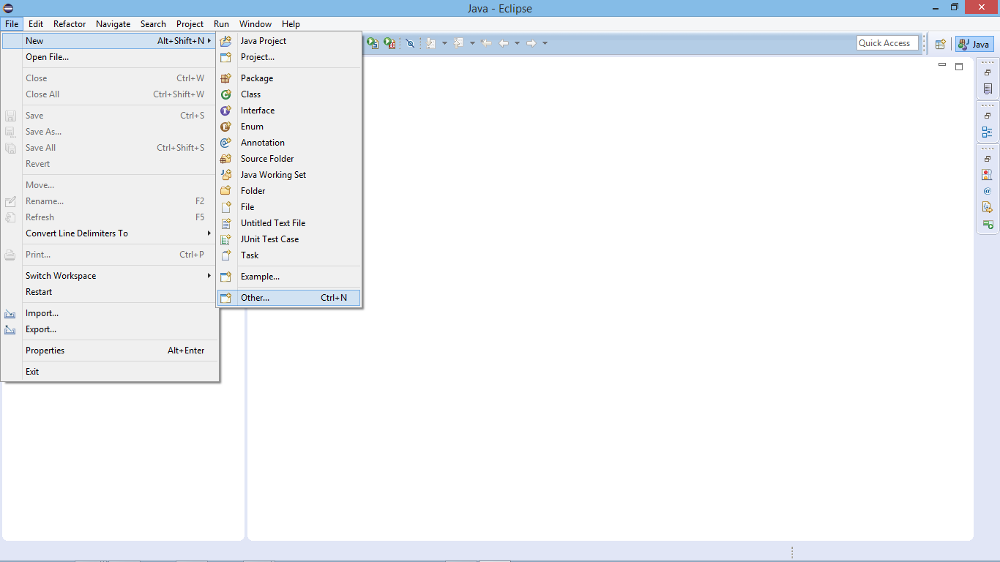 Java - Eclipse
File Edit Refactor Navigate Search Project Run Window Help
New Alt+Shift+N
Open File...
Close Ctrl+W
Close All Ctrl+Shift+W
Save Ctrl+S
Save As...
Save All Ctrl+Shift+S
Revert
Move...
Rename... F2
Refresh F5
Convert Line Delimiters To
Print... Ctrl+P
Switch Workspace
Restart
Import...
Export...
Properties Alt+Enter
Exit
Java Project
Project...
Package
Class
Interface
Enum
Annotation
Source Folder
Java Working Set
Folder
File
Untitled Text File
JUnit Test Case
Task
Example...
Other... Ctrl+N
Quick Access
Java